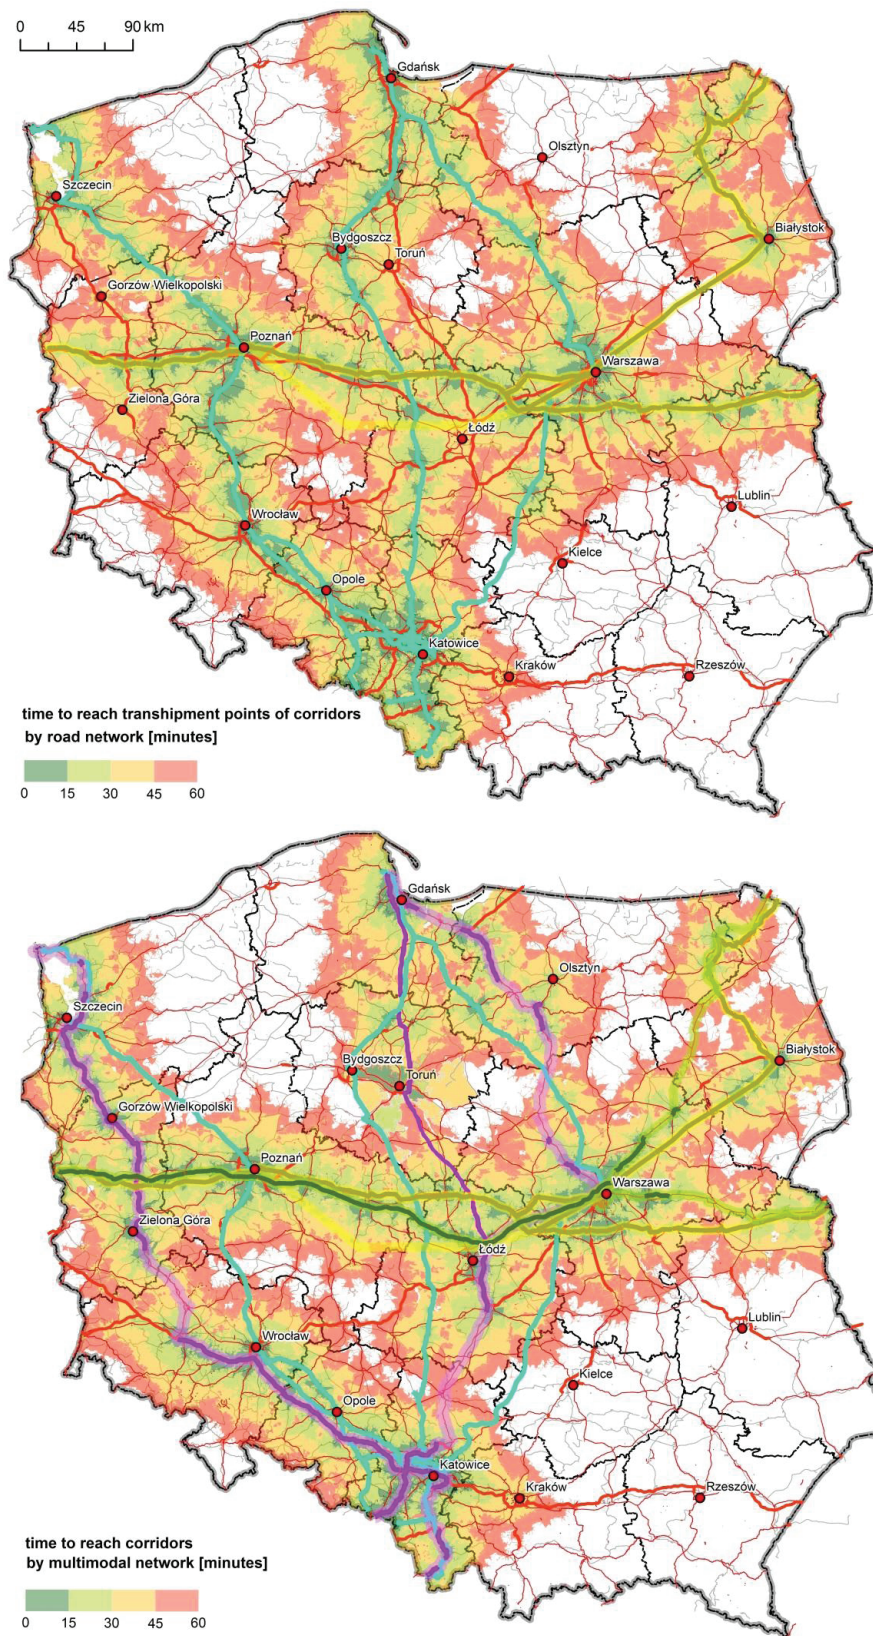 0 45 90 km
Gdańsk
Olsztyn
Szczecin
Białystok
Bydgoszcz
Toruń
Gorzów Wielkopolski
Poznań
Warszawa
Zielona Góra
Łódź
Lublin
Wrocław
Kielce
Opole
Katowice
Kraków
Rzeszów
time to reach transhipment points of corridors
by road network [minutes]
0 15 30 45 60
Gdańsk
Olsztyn
Szczecin
Białystok
Bydgoszcz
Toruń
Gorzów Wielkopolski
Poznań
Warszawa
Zielona Góra
Łódź
Lublin
Wrocław
Kielce
Opole
Katowice
Kraków
Rzeszów
time to reach corridors
by multimodal network [minutes]
0 15 30 45 60